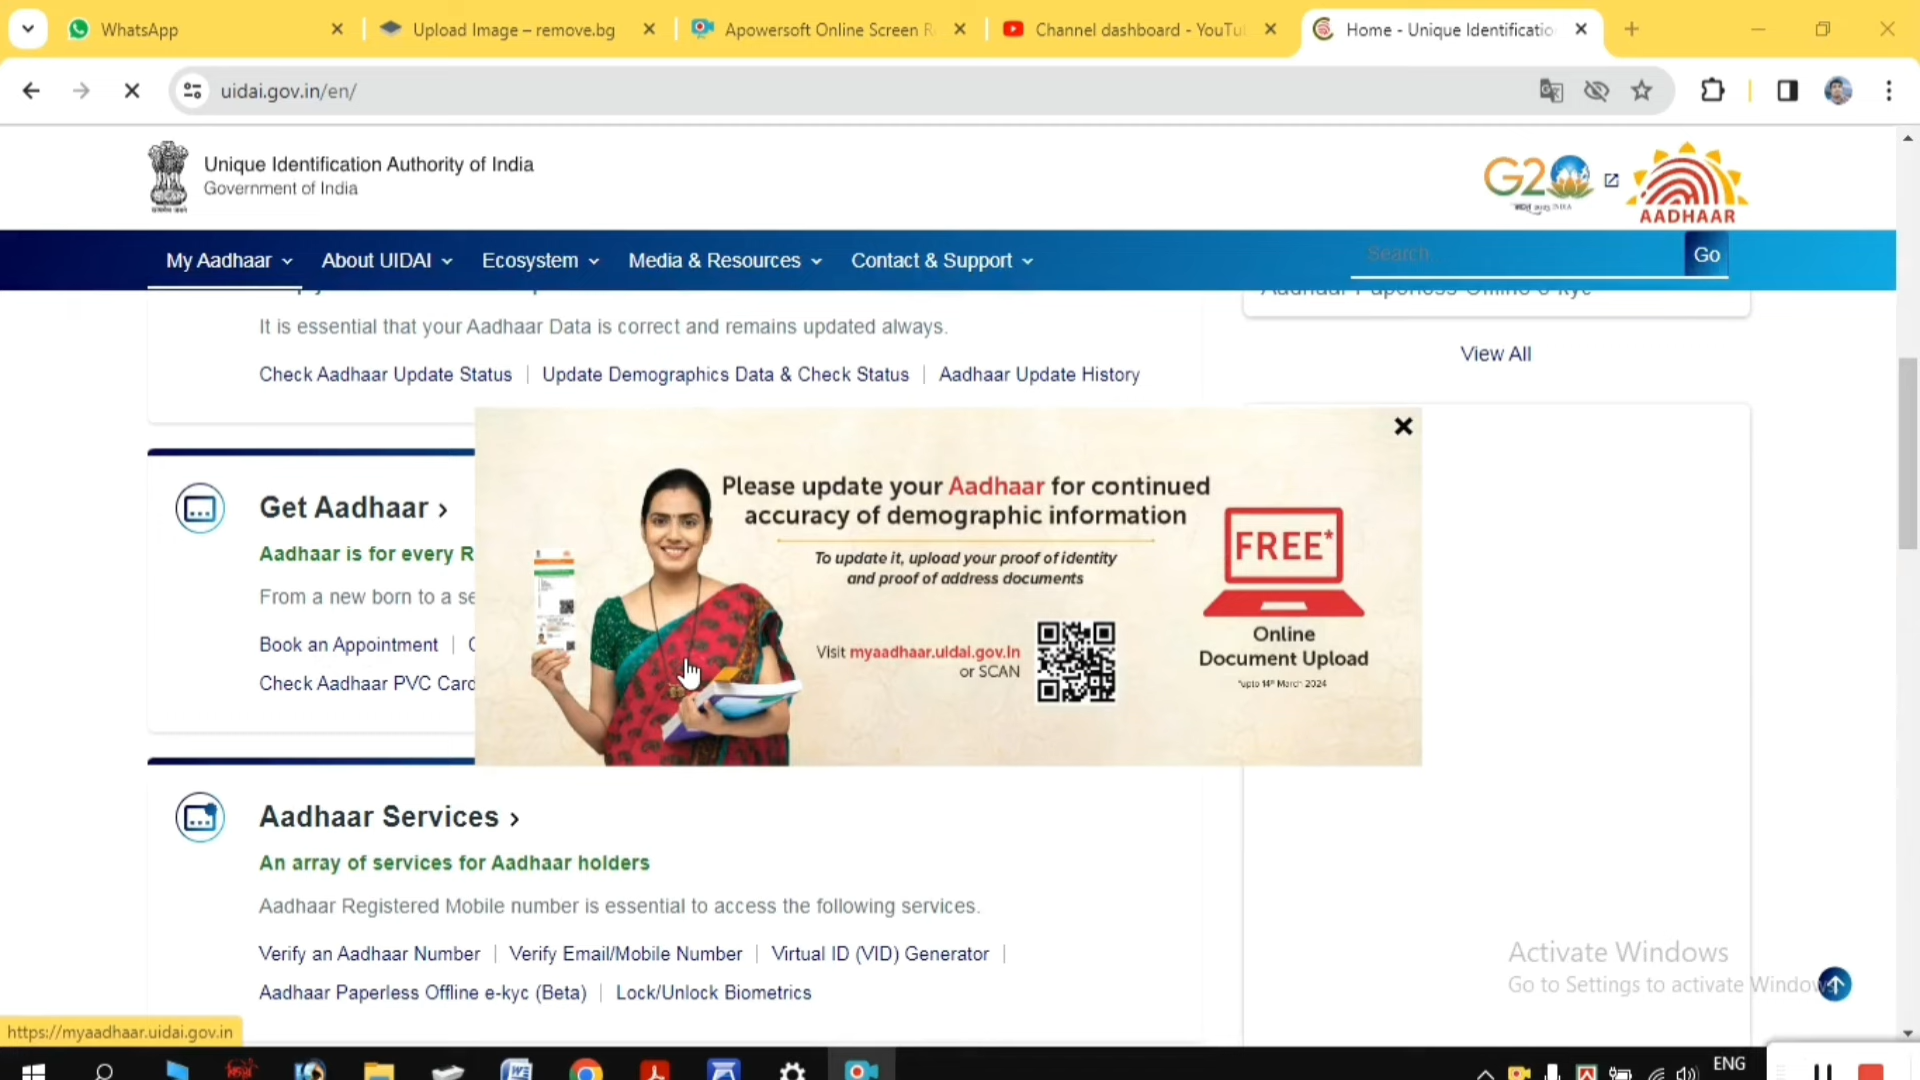 WhatsApp
Upload Image – remove.bg
Apowersoft Online Screen R
Channel dashboard - YouTu
Home - Unique Identificatio
uidai.gov.in/en/
Unique Identification Authority of India
Government of India
G20
AADHAAR
My Aadhaar
About UIDAI
Ecosystem
Media & Resources
Contact & Support
Search
Go
Aadhaar Paperless Offline e-kyc
It is essential that your Aadhaar Data is correct and remains updated always.
View All
Check Aadhaar Update Status | Update Demographics Data & Check Status | Aadhaar Update History
Please update your Aadhaar for continued
accuracy of demographic information
To update it, upload your proof of identity
and proof of address documents
Visit myaadhaar.uidai.gov.in
or SCAN
FREE*
Online
Document Upload
*upto 14th March 2024
Get Aadhaar ›
Aadhaar is for every R
From a new born to a se
Book an Appointment |
Check Aadhaar PVC Card
Aadhaar Services ›
An array of services for Aadhaar holders
Aadhaar Registered Mobile number is essential to access the following services.
Verify an Aadhaar Number | Verify Email/Mobile Number | Virtual ID (VID) Generator |
Aadhaar Paperless Offline e-kyc (Beta) | Lock/Unlock Biometrics
Activate Windows
Go to Settings to activate Windows
https://myaadhaar.uidai.gov.in
ENG